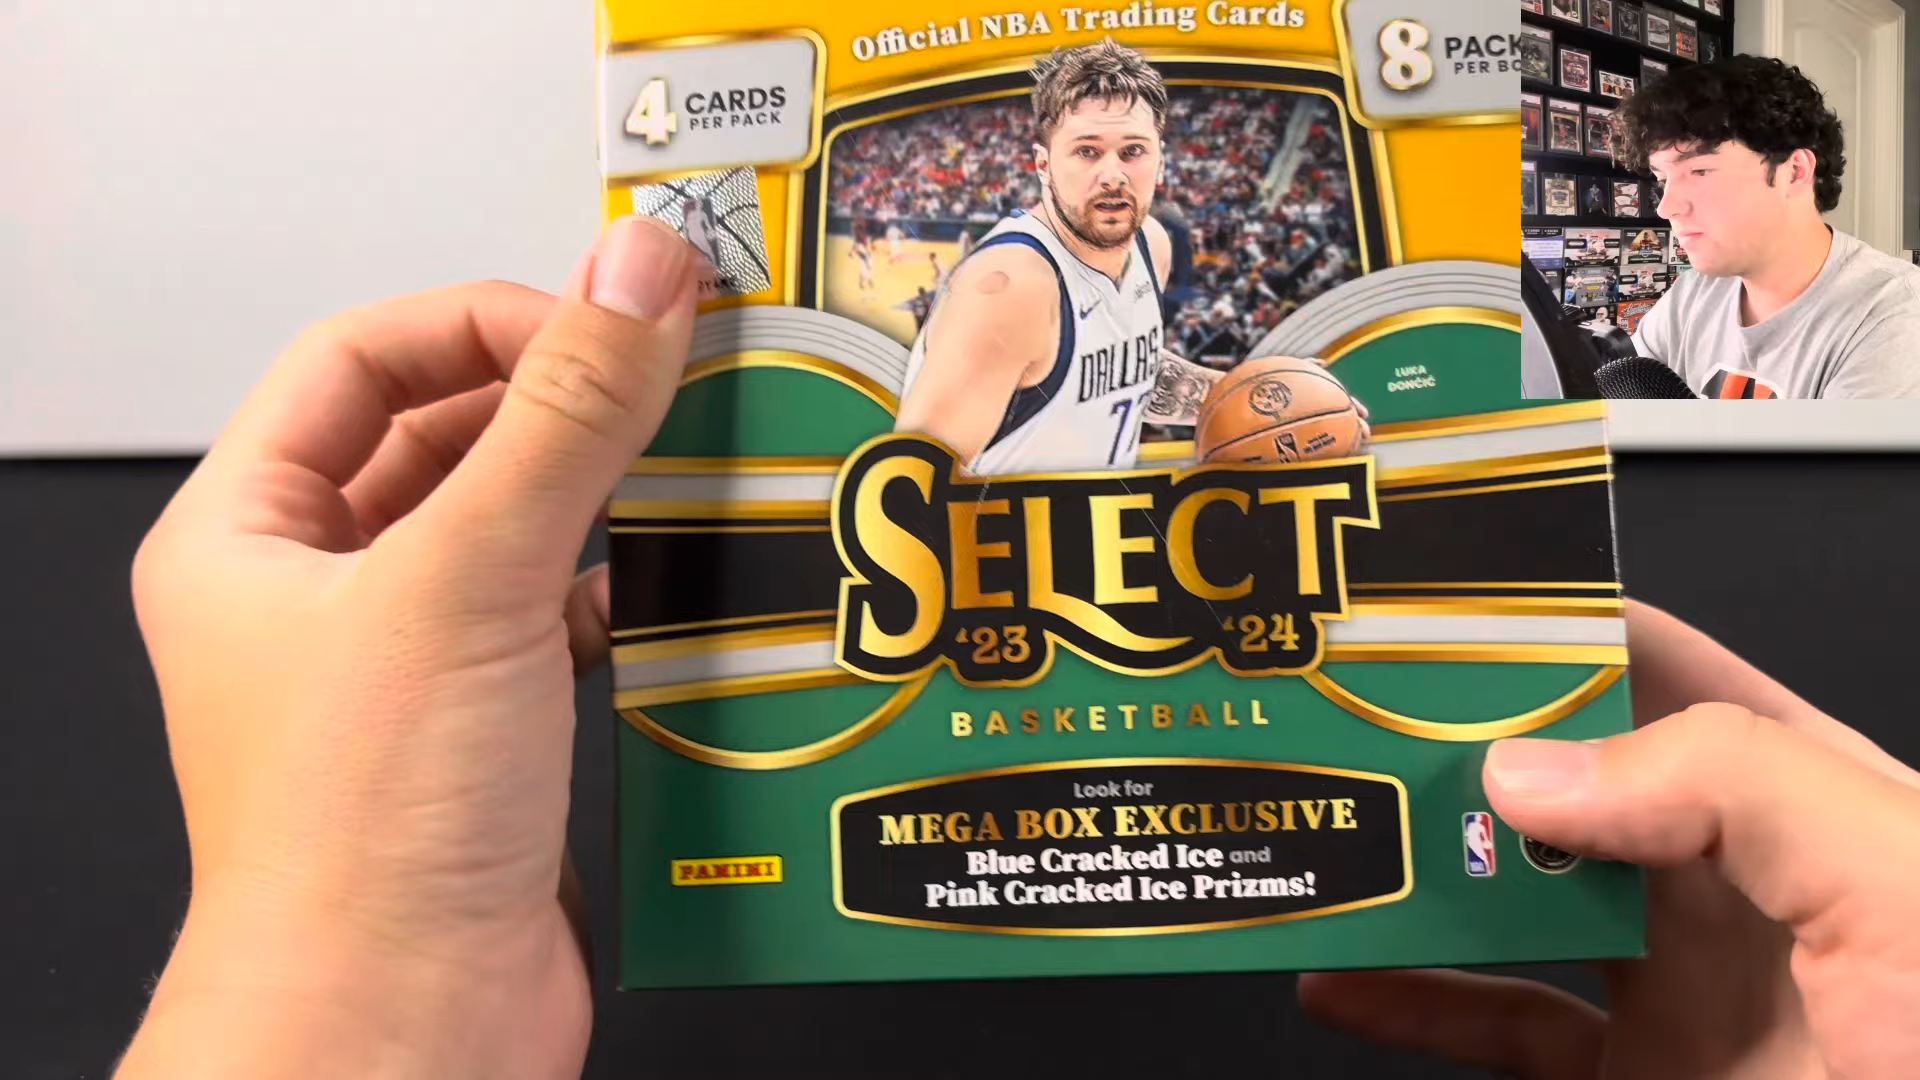 Official NBA Trading Cards
4 CARDS
PER PACK
8 PACK
PER BO
DALLAS
77
LUKA
DONČIĆ
SELECT
'23 '24
BASKETBALL
Look for
MEGA BOX EXCLUSIVE
Blue Cracked Ice and
Pink Cracked Ice Prizms!
PANINI
NBA